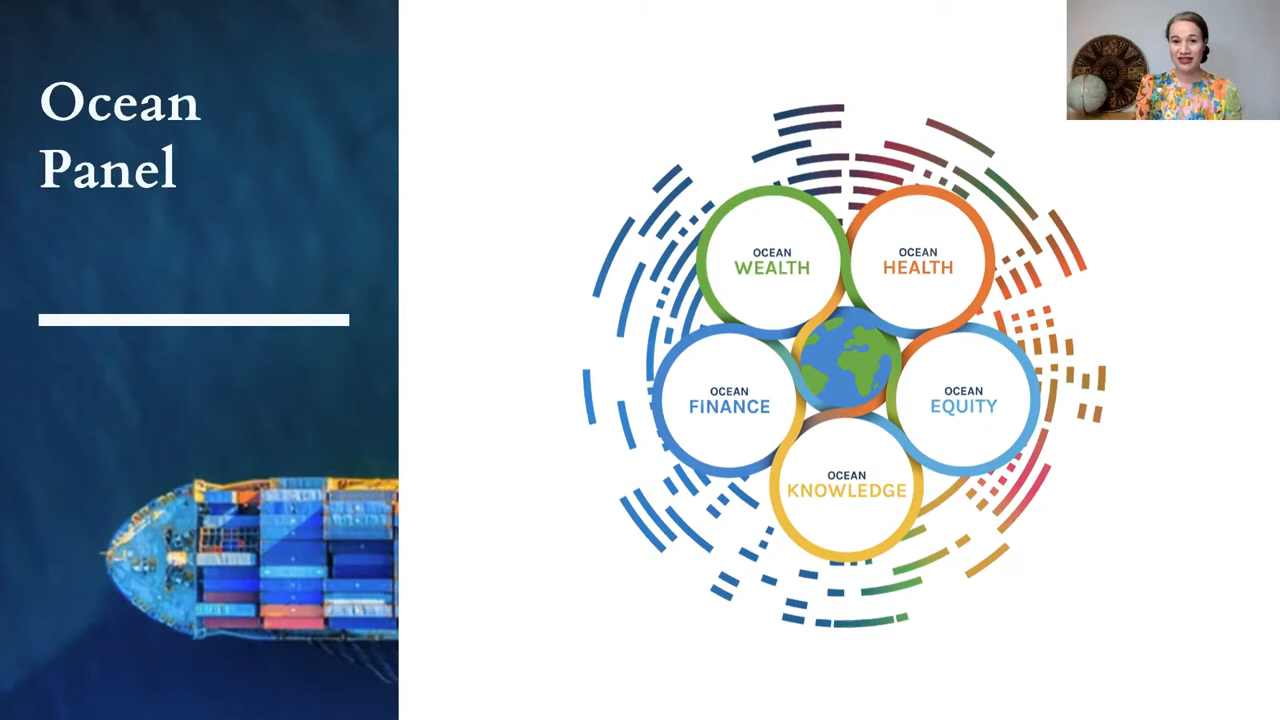 Ocean
Panel
OCEAN
WEALTH
OCEAN
HEALTH
OCEAN
FINANCE
OCEAN
EQUITY
OCEAN
KNOWLEDGE